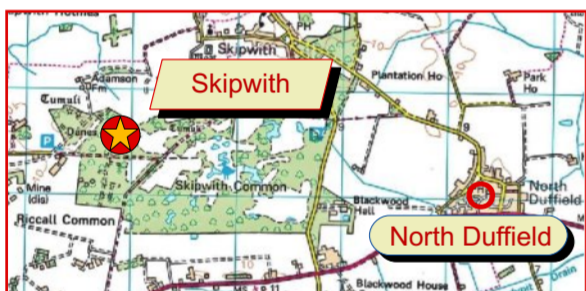 PH
Skipwith
Adamson
Fm
Skipwith
Plantation Ho
Park
Ho
Tumuli
Dunes
P
Skipwith Common
Mine
(dis)
Blackwood
Hall
North
Duffield
Riccall Common
North Duffield
Blackwood House
Drain